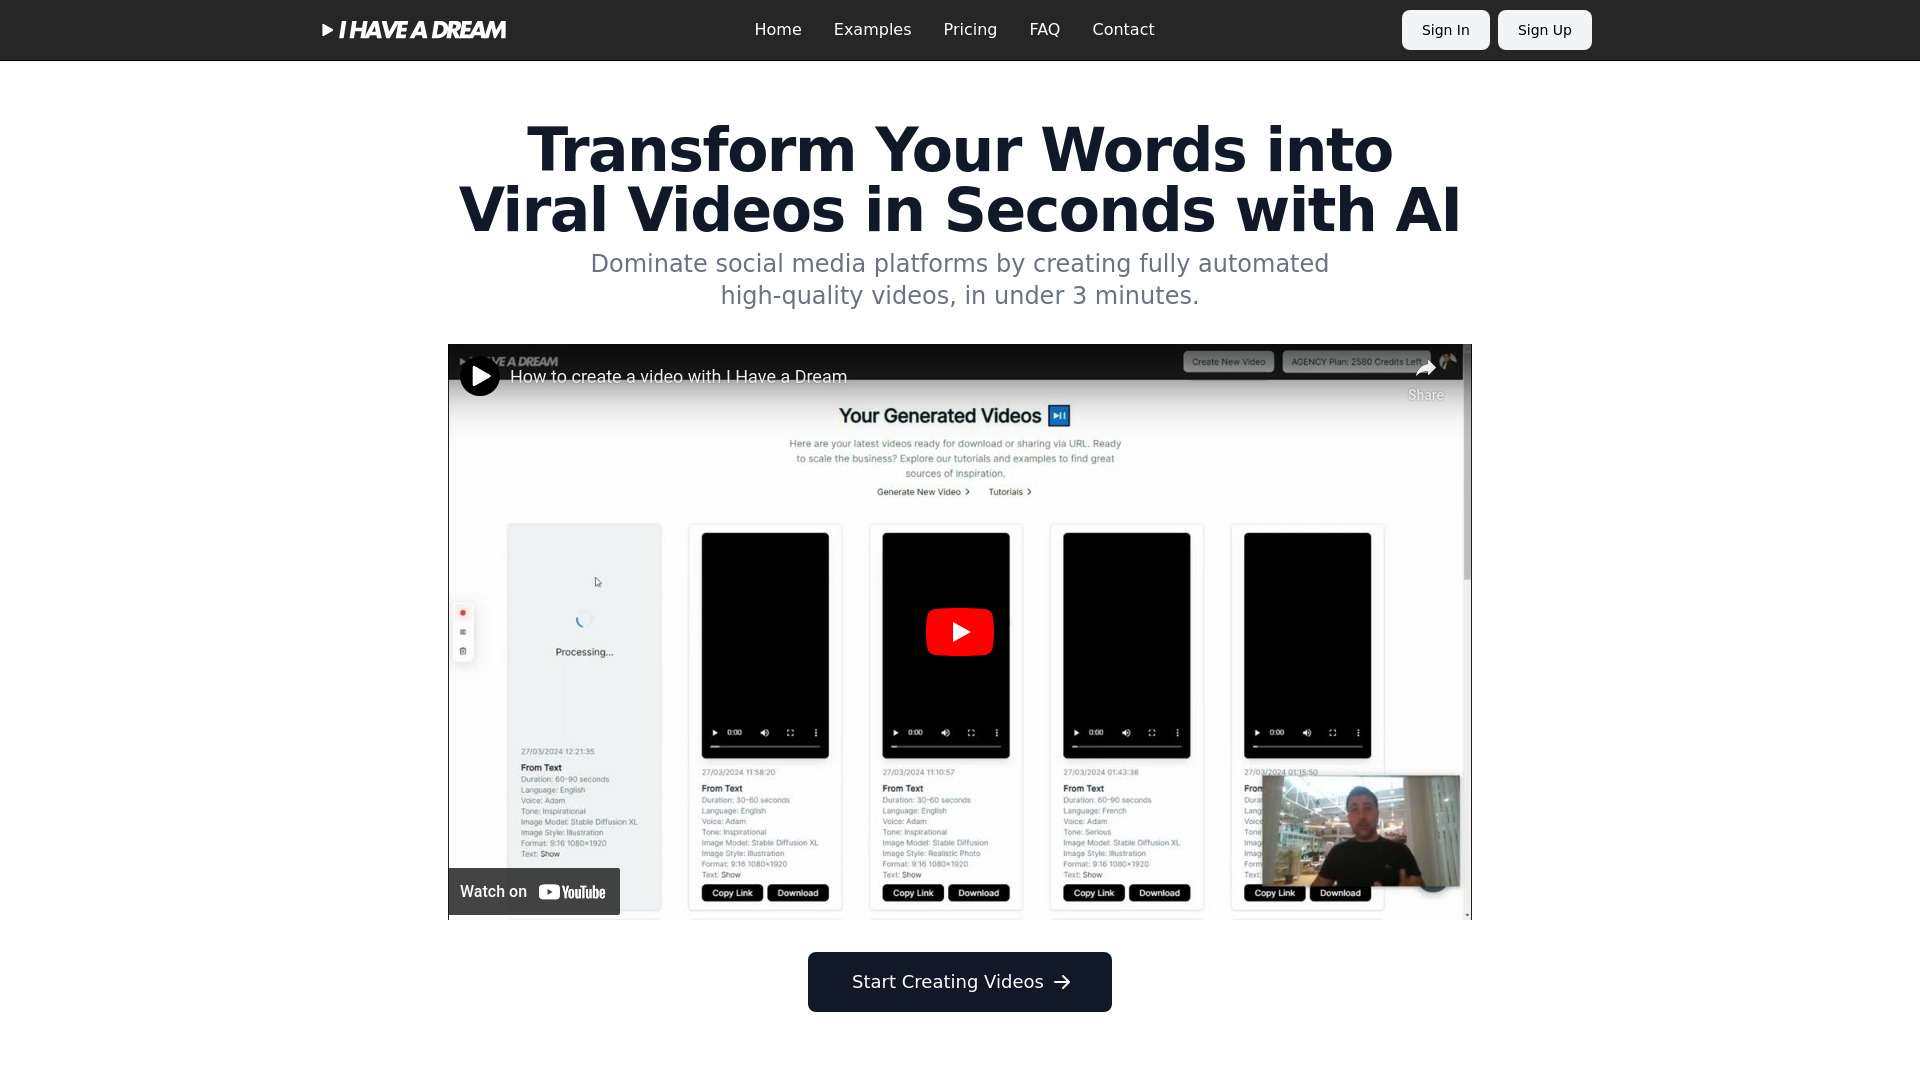 I HAVE A DREAM
Home Examples Pricing FAQ Contact
Sign In Sign Up
Transform Your Words into
Viral Videos in Seconds with AI
Dominate social media platforms by creating fully automated
high-quality videos, in under 3 minutes.
VE A DREAM
Create New Video AGENCY Plan: 2580 Credits Left
How to create a video with I Have a Dream
Share
Your Generated Videos
Here are your latest videos ready for download or sharing via URL. Ready
to scale the business? Explore our tutorials and examples to find great
sources of inspiration.
Generate New Video Tutorials
Processing...
27/03/2024 12:21:35
From Text
Duration: 60-90 seconds
Language: English
Voice: Adam
Tone: Inspirational
Image Model: Stable Diffusion XL
Image Style: Illustration
Format: 9:16 1080×1920
Text: Show
0:00
27/03/2024 11:58:20
From Text
Duration: 30-60 seconds
Language: English
Voice: Adam
Tone: Inspirational
Image Model: Stable Diffusion XL
Image Style: Illustration
Format: 9:16 1080×1920
Text: Show
Copy Link Download
0:00
27/03/2024 11:10:57
From Text
Duration: 30-60 seconds
Language: English
Voice: Adam
Tone: Inspirational
Image Model: Stable Diffusion
Image Style: Realistic Photo
Format: 9:16 1080×1920
Text: Show
Copy Link Download
0:00
27/03/2024 01:43:38
From Text
Duration: 60-90 seconds
Language: French
Voice: Adam
Tone: Serious
Image Model: Stable Diffusion XL
Image Style: Illustration
Format: 9:16 1080×1920
Text: Show
Copy Link Download
0:00
27/03/2024 01:15:50
Copy Link Download
Watch on YouTube
Start Creating Videos